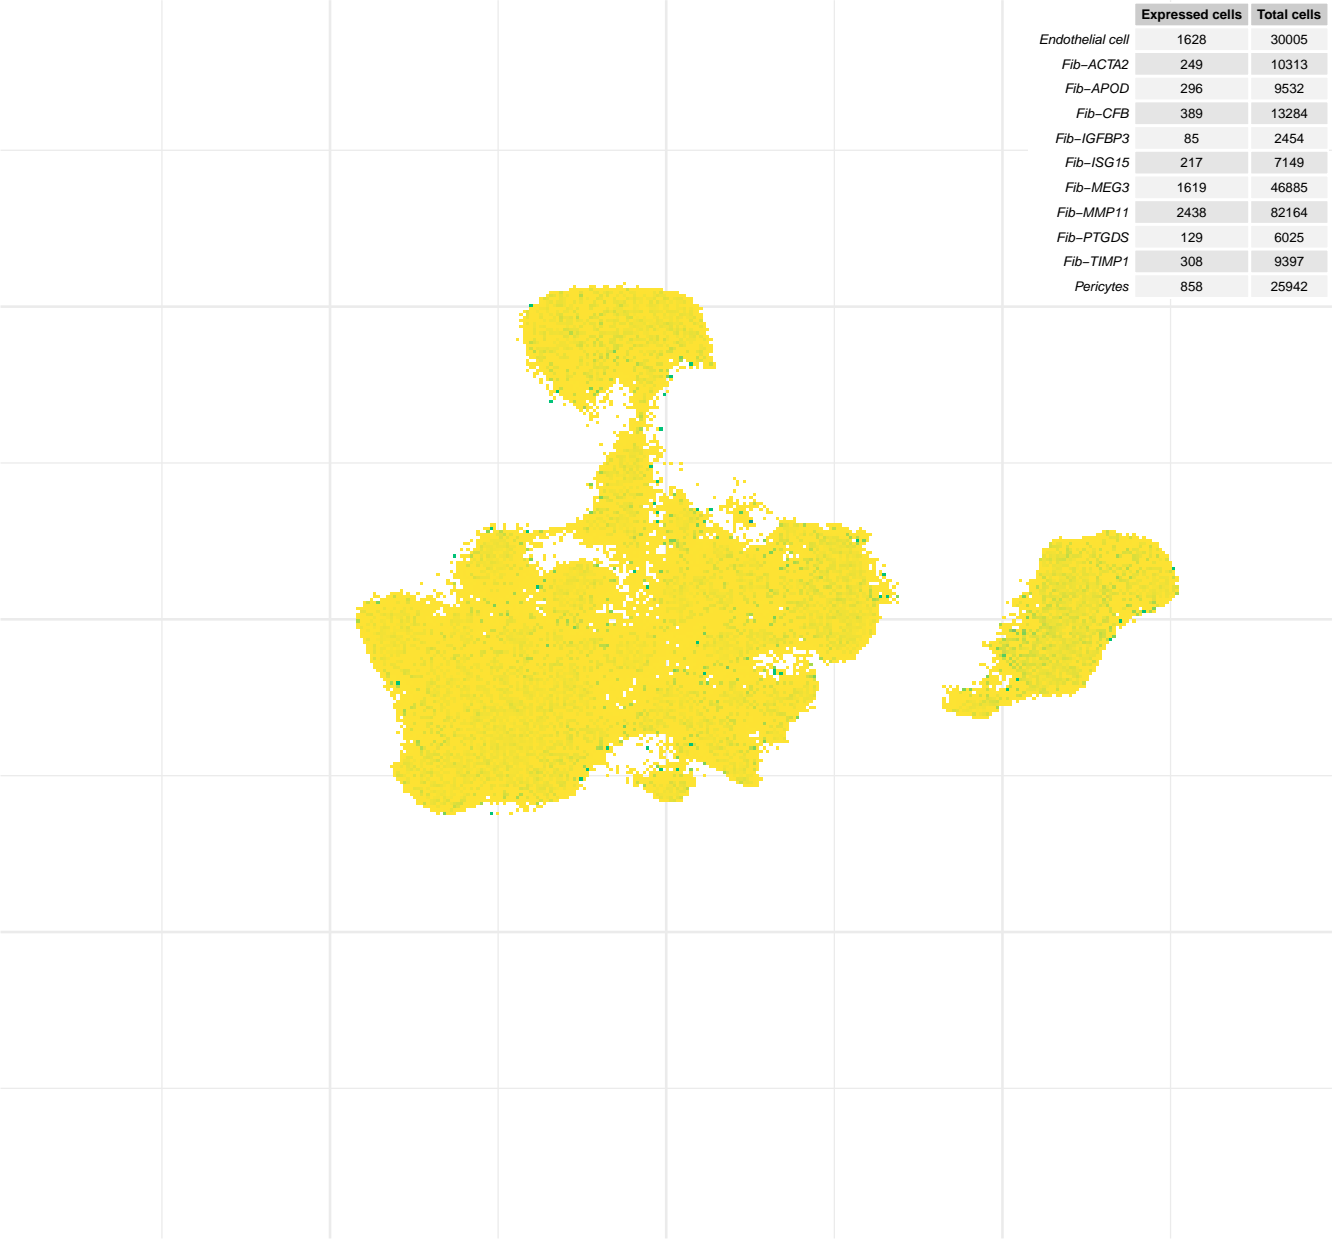 Expressed cells Total cells
Endothelial cell 1628 30005
Fib−ACTA2 249 10313
Fib−APOD 296 9532
Fib−CFB 389 13284
Fib−IGFBP3 85 2454
Fib−ISG15 217 7149
Fib−MEG3 1619 46885
Fib−MMP11 2438 82164
Fib−PTGDS 129 6025
Fib−TIMP1 308 9397
Pericytes 858 25942